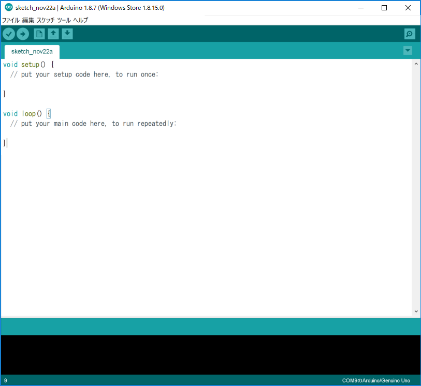 sketch_nov22a | Arduino 1.8.7 (Windows Store 1.8.15.0)
ファイル 編集 スケッチ ツール ヘルプ
sketch_nov22a
void setup() {
// put your setup code here, to run once:
}
void loop() {
// put your main code here, to run repeatedly:
}
9
COM6のArduino/Genuino Uno